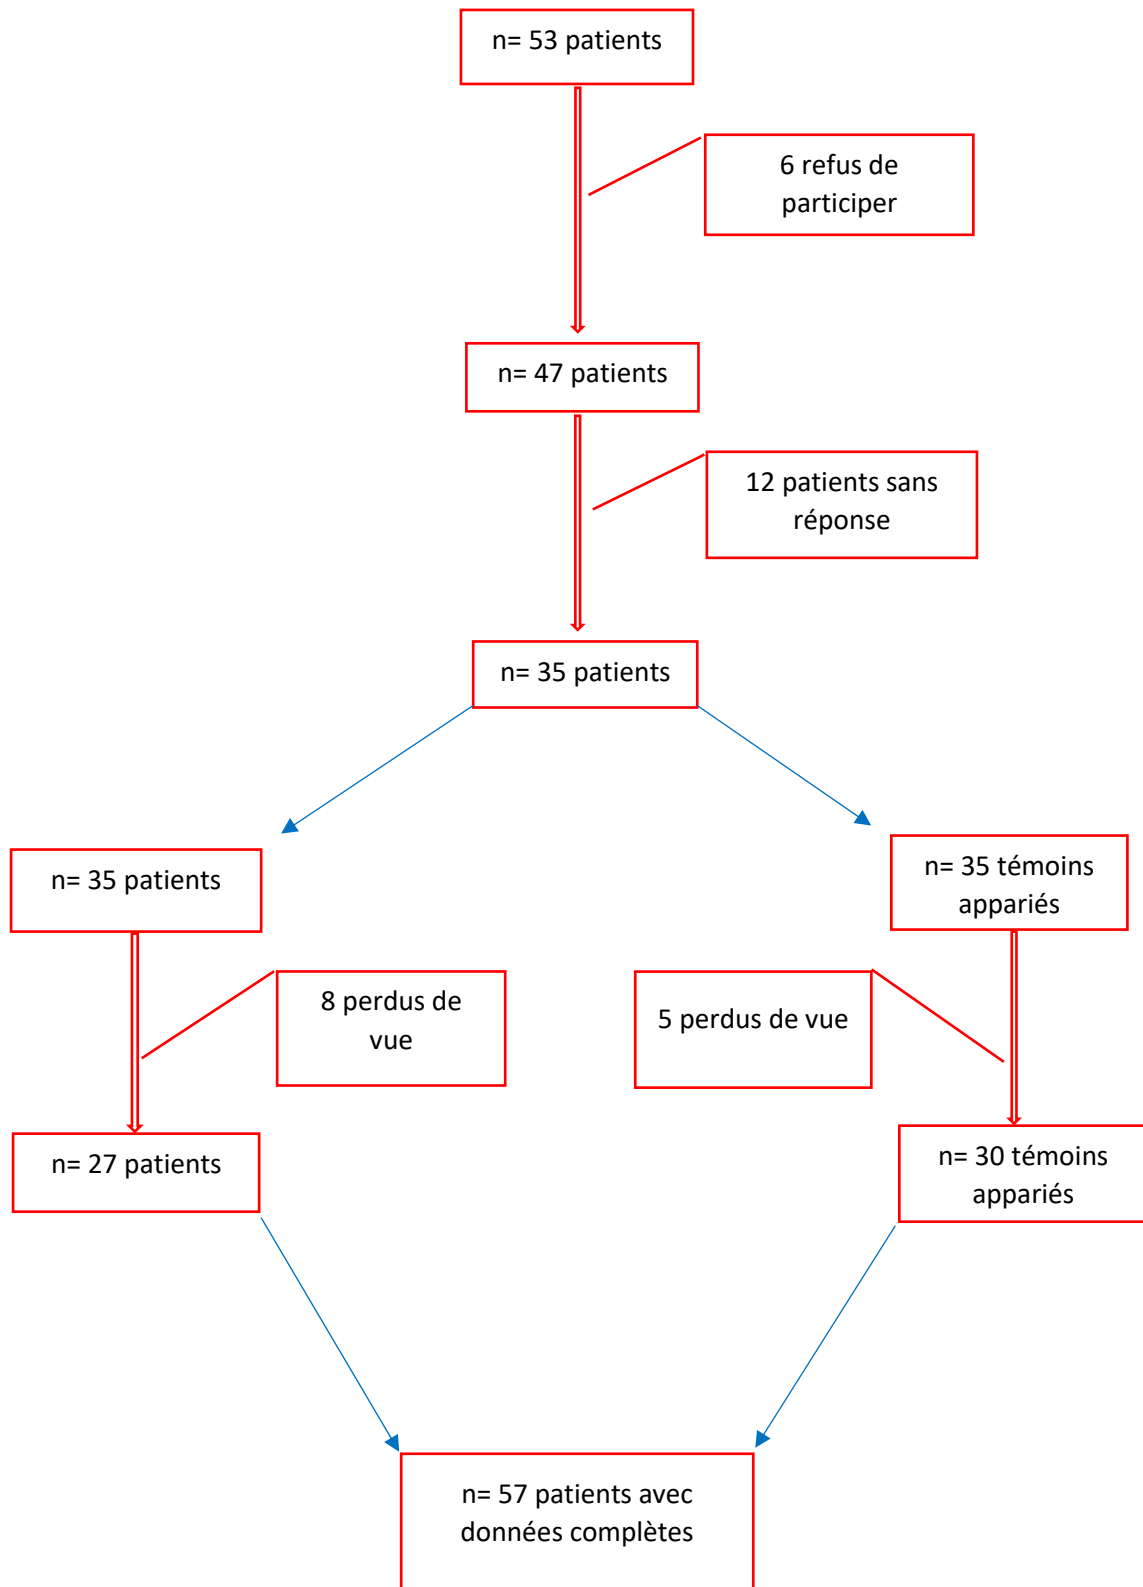 n= 53 patients
6 refus de
participer
n= 47 patients
12 patients sans
réponse
n= 35 patients
n= 35 patients
n= 35 témoins
appariés
8 perdus de
vue
5 perdus de vue
n= 27 patients
n= 30 témoins
appariés
n= 57 patients avec
données complètes